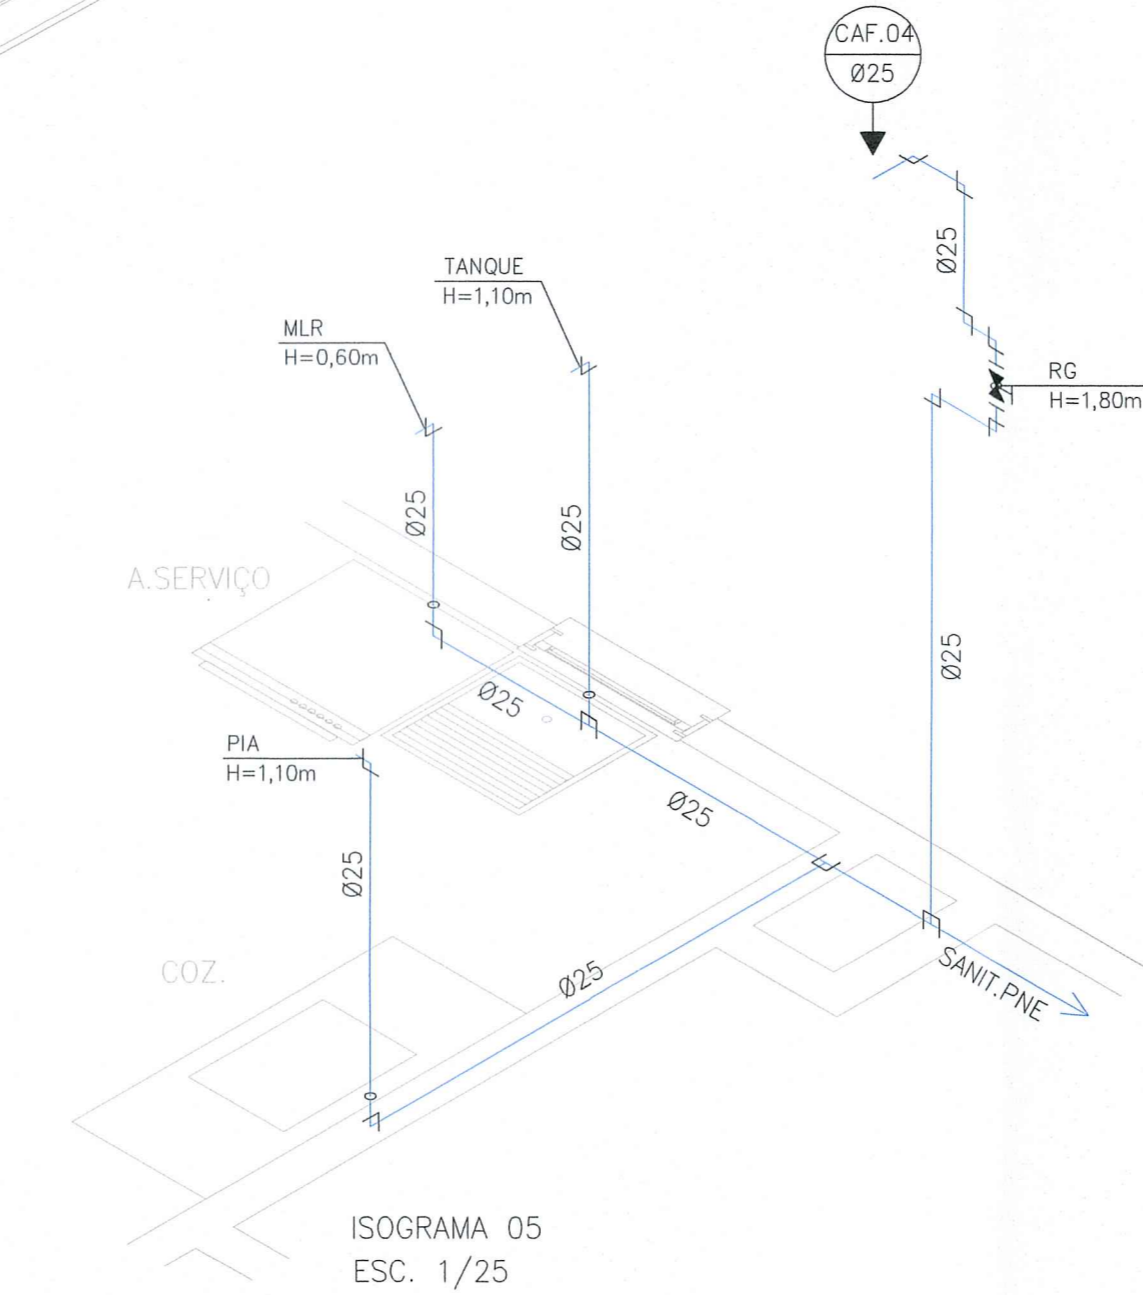 CAF.04
Ø25
Ø25
TANQUE
H=1,10m
MLR
H=0,60m
RG
H=1,80m
Ø25
Ø25
A.SERVIÇO
Ø25
Ø25
PIA
H=1,10m
Ø25
Ø25
COZ.
Ø25
SANIT.PNE
ISOGRAMA 05
ESC. 1/25